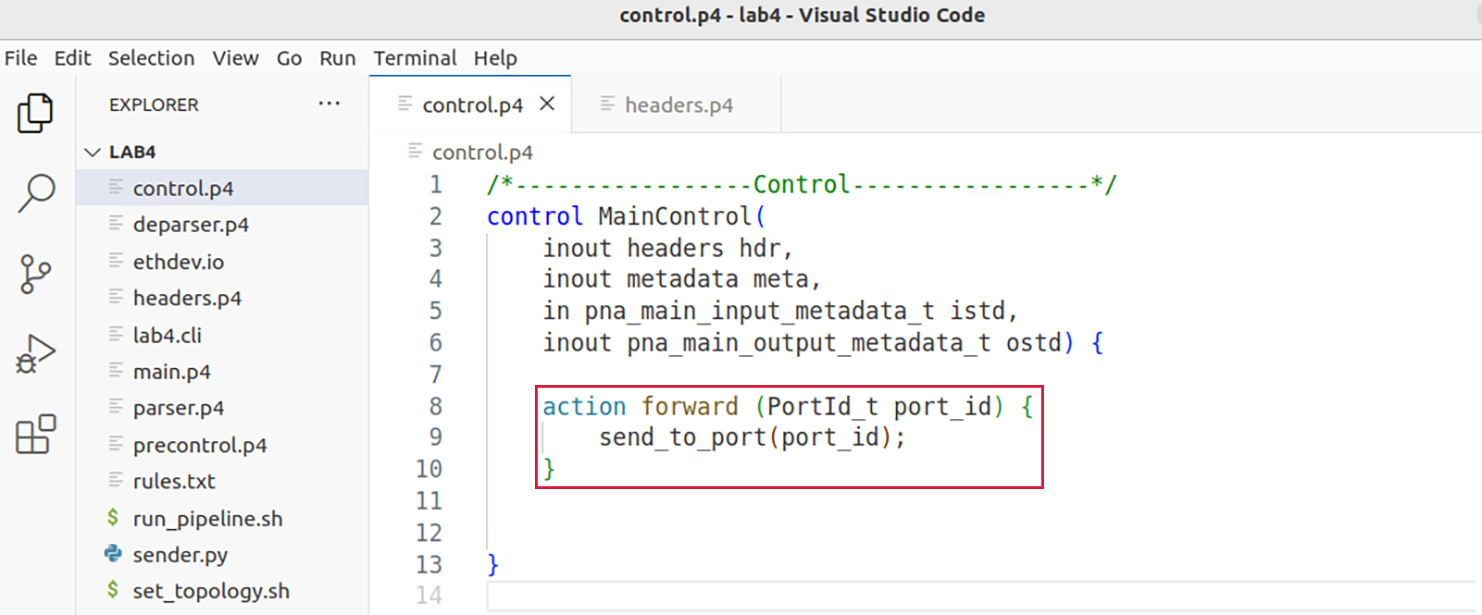 control.p4 - lab4 - Visual Studio Code
File Edit Selection View Go Run Terminal Help
EXPLORER ···
LAB4
control.p4
deparser.p4
ethdev.io
headers.p4
lab4.cli
main.p4
parser.p4
precontrol.p4
rules.txt
$ run_pipeline.sh
sender.py
$ set_topology.sh
control.p4 headers.p4
control.p4
1 /*-----------------Control-----------------*/
2 control MainControl(
3     inout headers hdr,
4     inout metadata meta,
5     in pna_main_input_metadata_t istd,
6     inout pna_main_output_metadata_t ostd) {
7
8     action forward (PortId_t port_id) {
9         send_to_port(port_id);
10     }
11
12
13 }
14